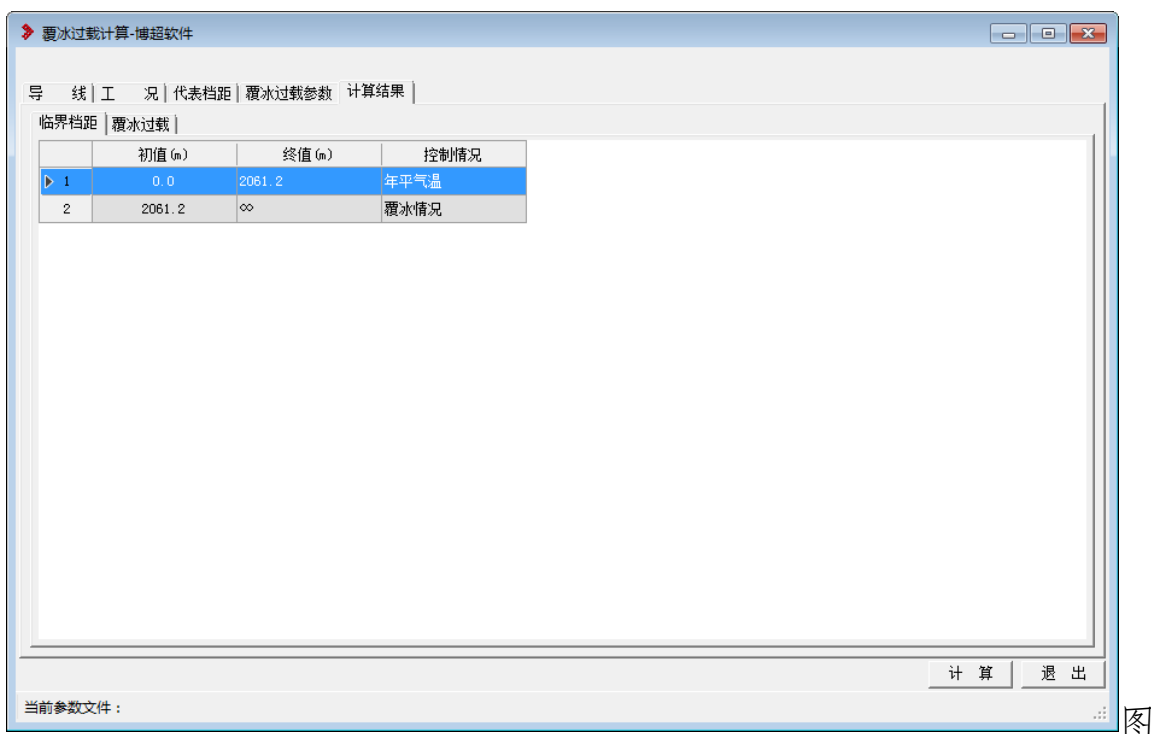 覆冰过载计算-博超软件
导 线 工 况 代表档距 覆冰过载参数 计算结果
临界档距 覆冰过载
初值(m) 终值(m) 控制情况
1 0.0 2061.2 年平气温
2 2061.2 ∞ 覆冰情况
计 算 退 出
当前参数文件：
图